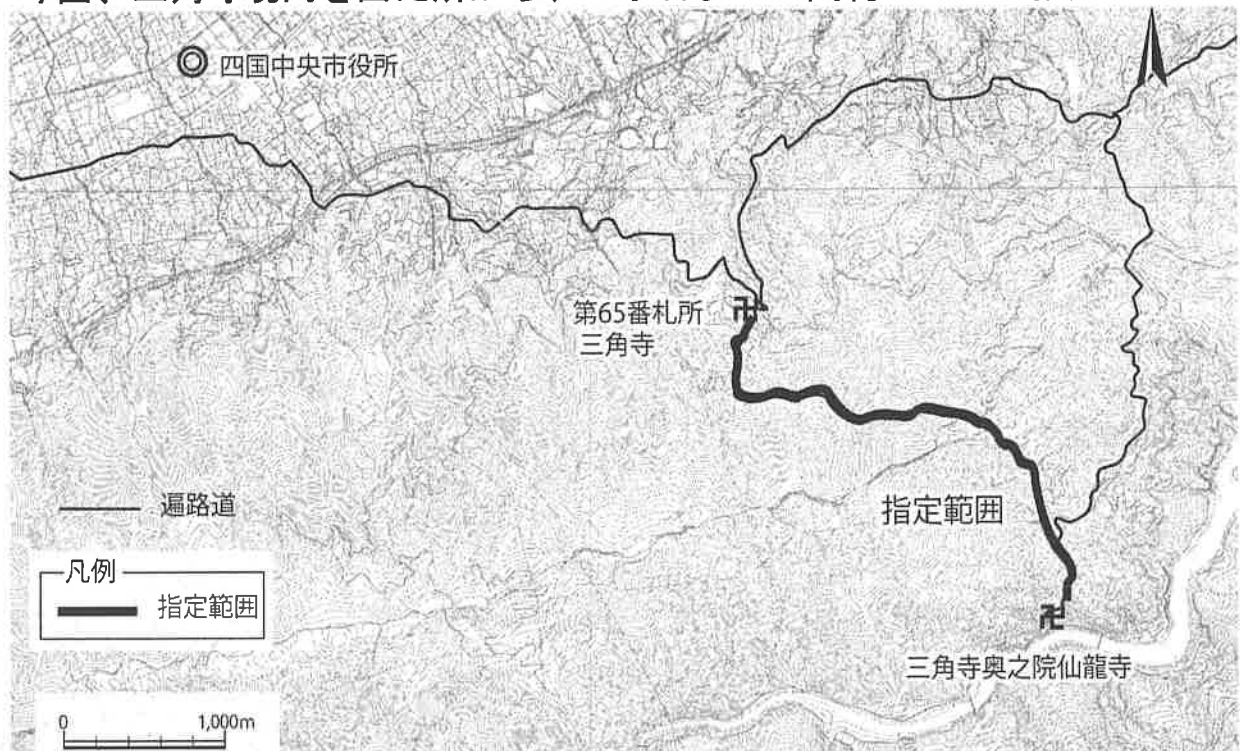 四国中央市役所
第65番札所
三角寺
遍路道
指定範囲
凡例
指定範囲
三角寺奥之院仙龍寺
0 1,000m